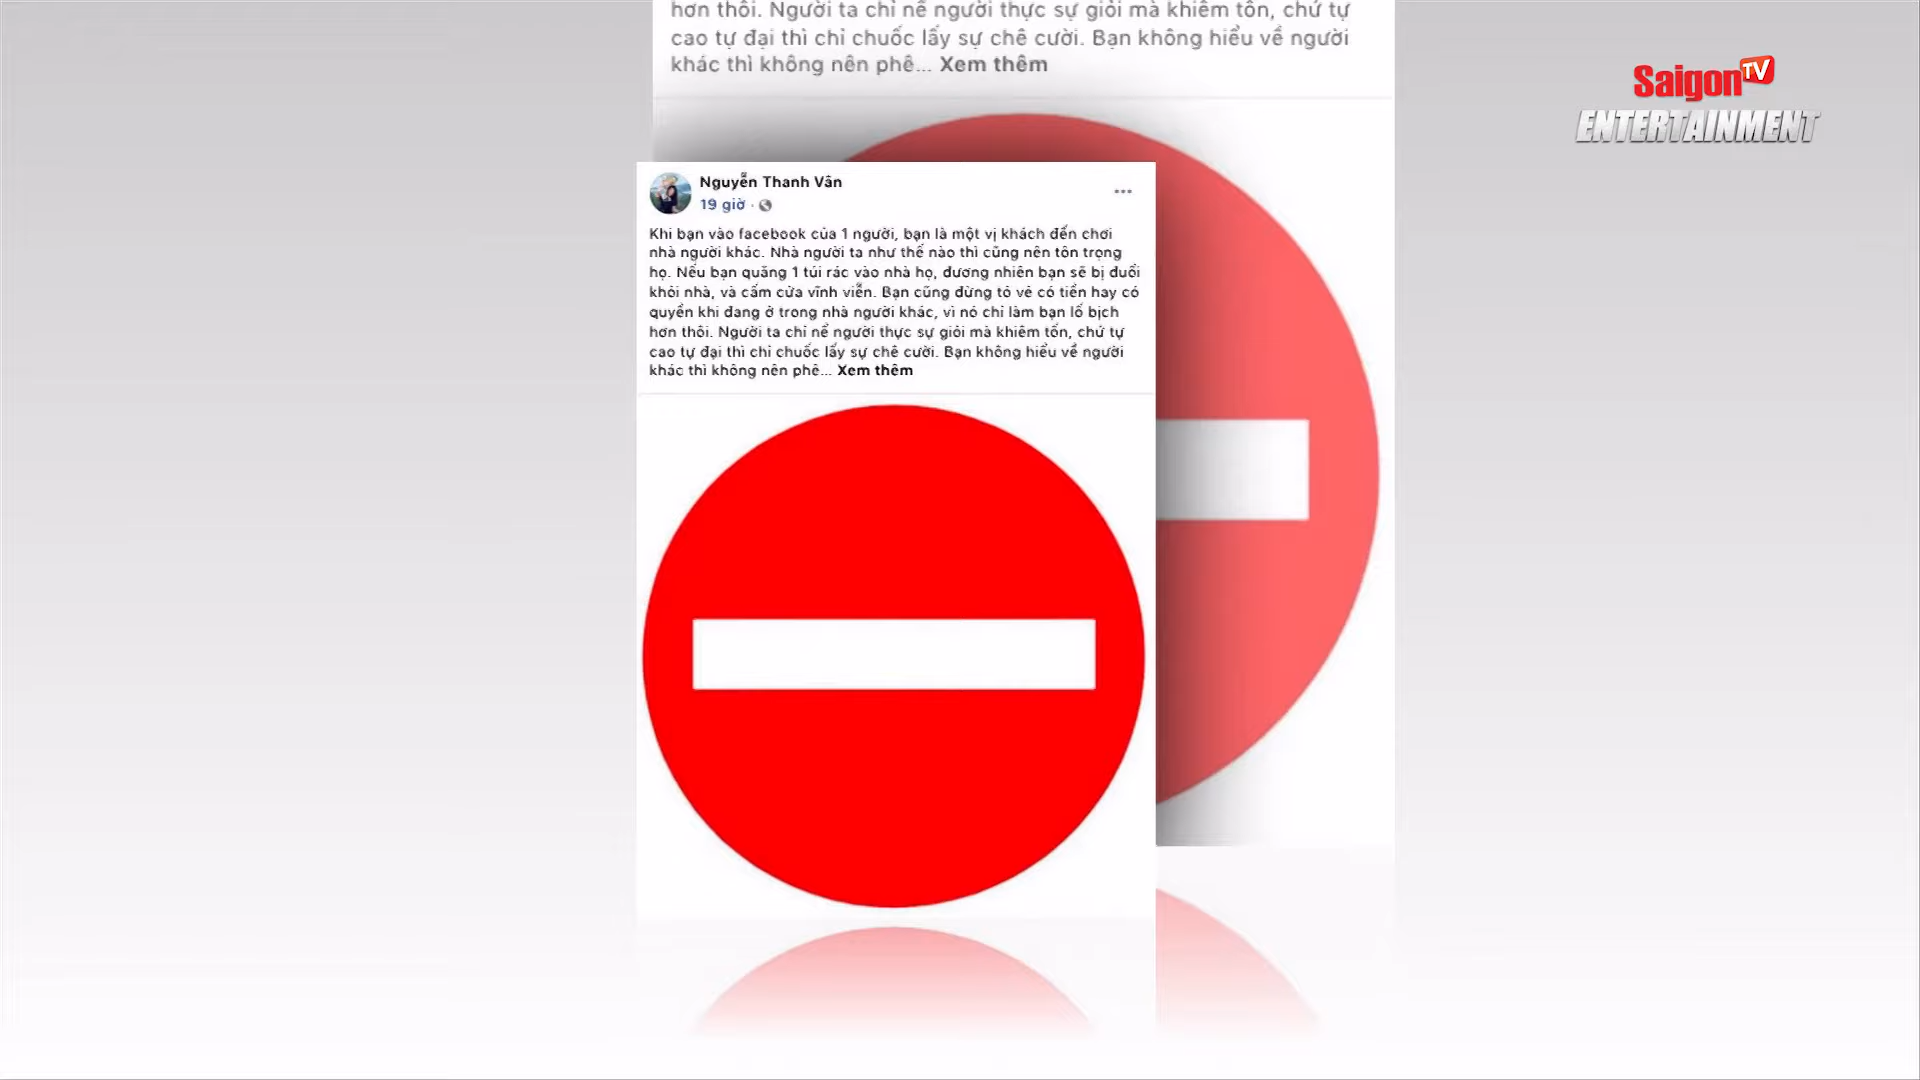 hơn thôi. Người ta chỉ nể người thực sự giỏi mà khiêm tốn, chứ tự
cao tự đại thì chỉ chuốc lấy sự chê cười. Bạn không hiểu về người
khác thì không nên phê... Xem thêm
Saigon TV
ENTERTAINMENT
Nguyễn Thanh Vân
19 giờ ·
Khi bạn vào facebook của 1 người, bạn là một vị khách đến chơi
nhà người khác. Nhà người ta như thế nào thì cũng nên tôn trọng
họ. Nếu bạn quăng 1 túi rác vào nhà họ, đương nhiên bạn sẽ bị đuổi
khỏi nhà, và cấm cửa vĩnh viễn. Bạn cũng đừng tỏ vẻ có tiền hay có
quyền khi đang ở trong nhà người khác, vì nó chỉ làm bạn lố bịch
hơn thôi. Người ta chỉ nể người thực sự giỏi mà khiêm tốn, chứ tự
cao tự đại thì chỉ chuốc lấy sự chê cười. Bạn không hiểu về người
khác thì không nên phê... Xem thêm